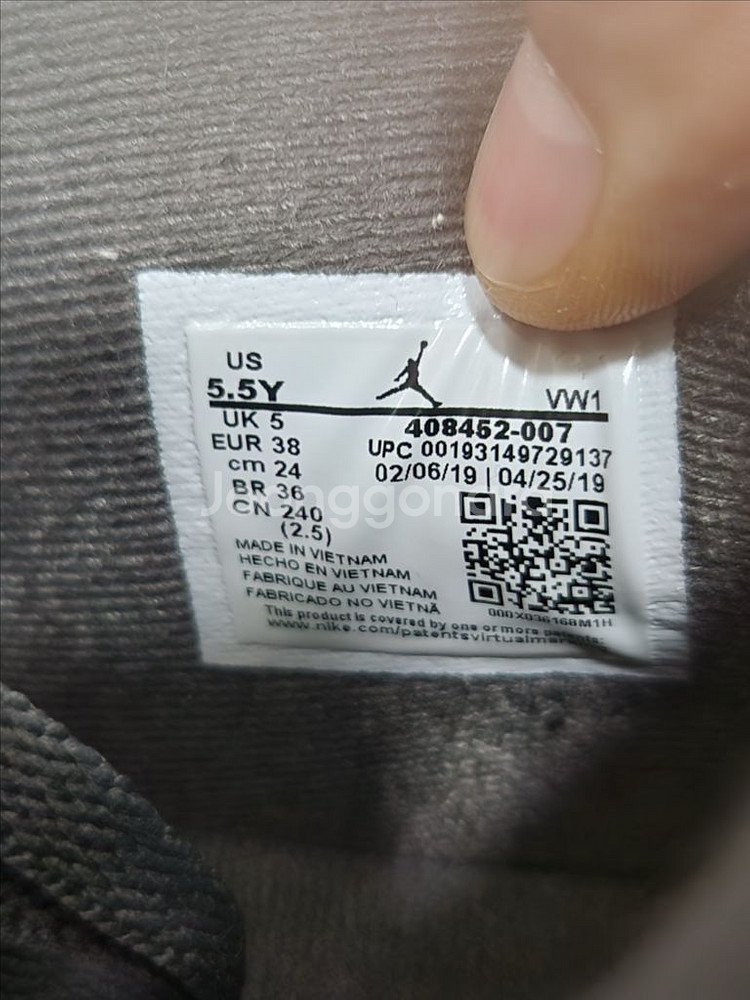 US
5.5Y
VW1
UK 5
408452-007
EUR 38
UPC 00193149729137
cm 24
02/06/19 | 04/25/19
BR 36
CN 240
(2.5)
MADE IN VIETNAM
HECHO EN VIETNAM
FABRIQUE AU VIETNAM
FABRICADO NO VIETNÃ
000X036168M1H
This product is covered by one or more patents:
www.nike.com/patentsvirtualmarking